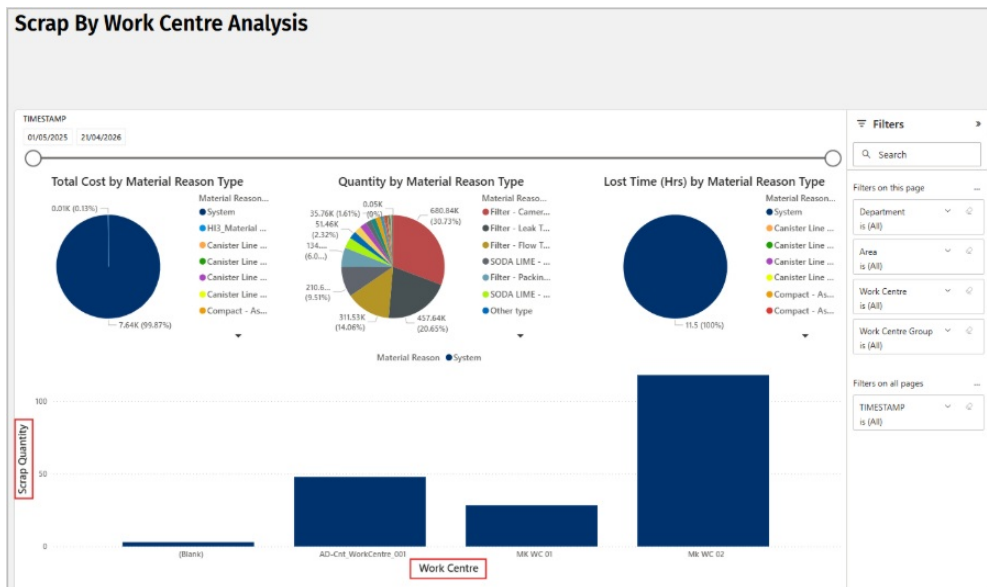 Scrap By Work Centre Analysis
TIMESTAMP
01/05/2025 21/04/2026
Total Cost by Material Reason Type
0.01K (0.13%)
7.64K (99.87%)
Material Reason...
System
HI3_Material ...
Canister Line ...
Canister Line ...
Canister Line ...
Canister Line ...
Compact - As...
Quantity by Material Reason Type
0.05K
(0%)
35.76K (1.61%)
51.46K
(2.32%)
134....
(6.0...)
210.6...
(9.51%)
311.53K
(14.06%)
457.64K
(20.65%)
680.84K
(30.73%)
Material Reaso...
Filter - Camer...
Filter - Leak T...
Filter - Flow T...
SODA LIME - ...
Filter - Packin...
SODA LIME - ...
Other type
Lost Time (Hrs) by Material Reason Type
11.5 (100%)
Material Reason...
System
Canister Line ...
Canister Line ...
Canister Line ...
Canister Line ...
Compact - As...
Compact - As...
Material Reason System
Scrap Quantity
100
50
0
(Blank)
AD-Cnt_WorkCentre_001
MK WC 01
Mk WC 02
Work Centre
Filters
Search
Filters on this page ...
Department
is (All)
Area
is (All)
Work Centre
is (All)
Work Centre Group
is (All)
Filters on all pages ...
TIMESTAMP
is (All)